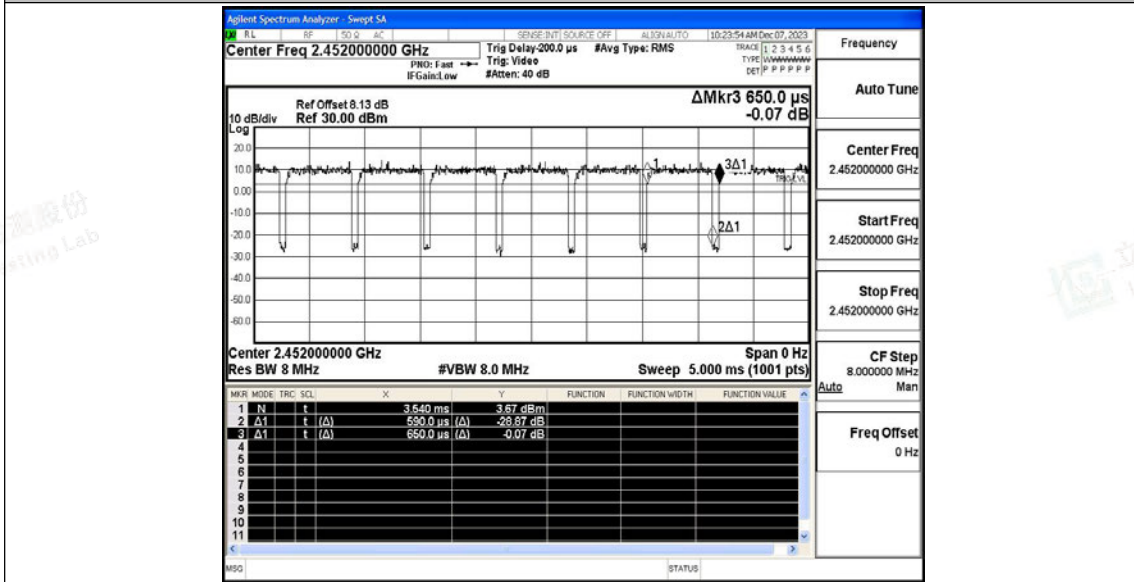 Agilent Spectrum Analyzer - Swept SA
RL RF 50 Ω AC SENSE:INT SOURCE OFF ALIGN AUTO 10:23:54 AM Dec 07, 2023
Center Freq 2.452000000 GHz
PNO: Fast
IFGain:Low
Trig Delay-200.0 µs
Trig: Video
#Atten: 40 dB
#Avg Type: RMS
TRACE 1 2 3 4 5 6
TYPE WWWWWW
DET P P P P P P
Frequency
Auto Tune
Center Freq
2.452000000 GHz
Start Freq
2.452000000 GHz
Stop Freq
2.452000000 GHz
CF Step
8.000000 MHz
Auto Man
Freq Offset
0 Hz
ΔMkr3 650.0 µs
-0.07 dB
Ref Offset 8.13 dB
10 dB/div Ref 30.00 dBm
Log
20.0
10.0
0.00
-10.0
-20.0
-30.0
-40.0
-50.0
-60.0
1
3Δ1
TRIG LVL
2Δ1
Center 2.452000000 GHz Span 0 Hz
Res BW 8 MHz #VBW 8.0 MHz Sweep 5.000 ms (1001 pts)
MKR MODE TRC SCL X Y FUNCTION FUNCTION WIDTH FUNCTION VALUE
1 N t 3.540 ms 3.67 dBm
2 Δ1 t (Δ) 590.0 µs (Δ) -28.87 dB
3 Δ1 t (Δ) 650.0 µs (Δ) -0.07 dB
4
5
6
7
8
9
10
11
MSG STATUS
股份
Lab
立